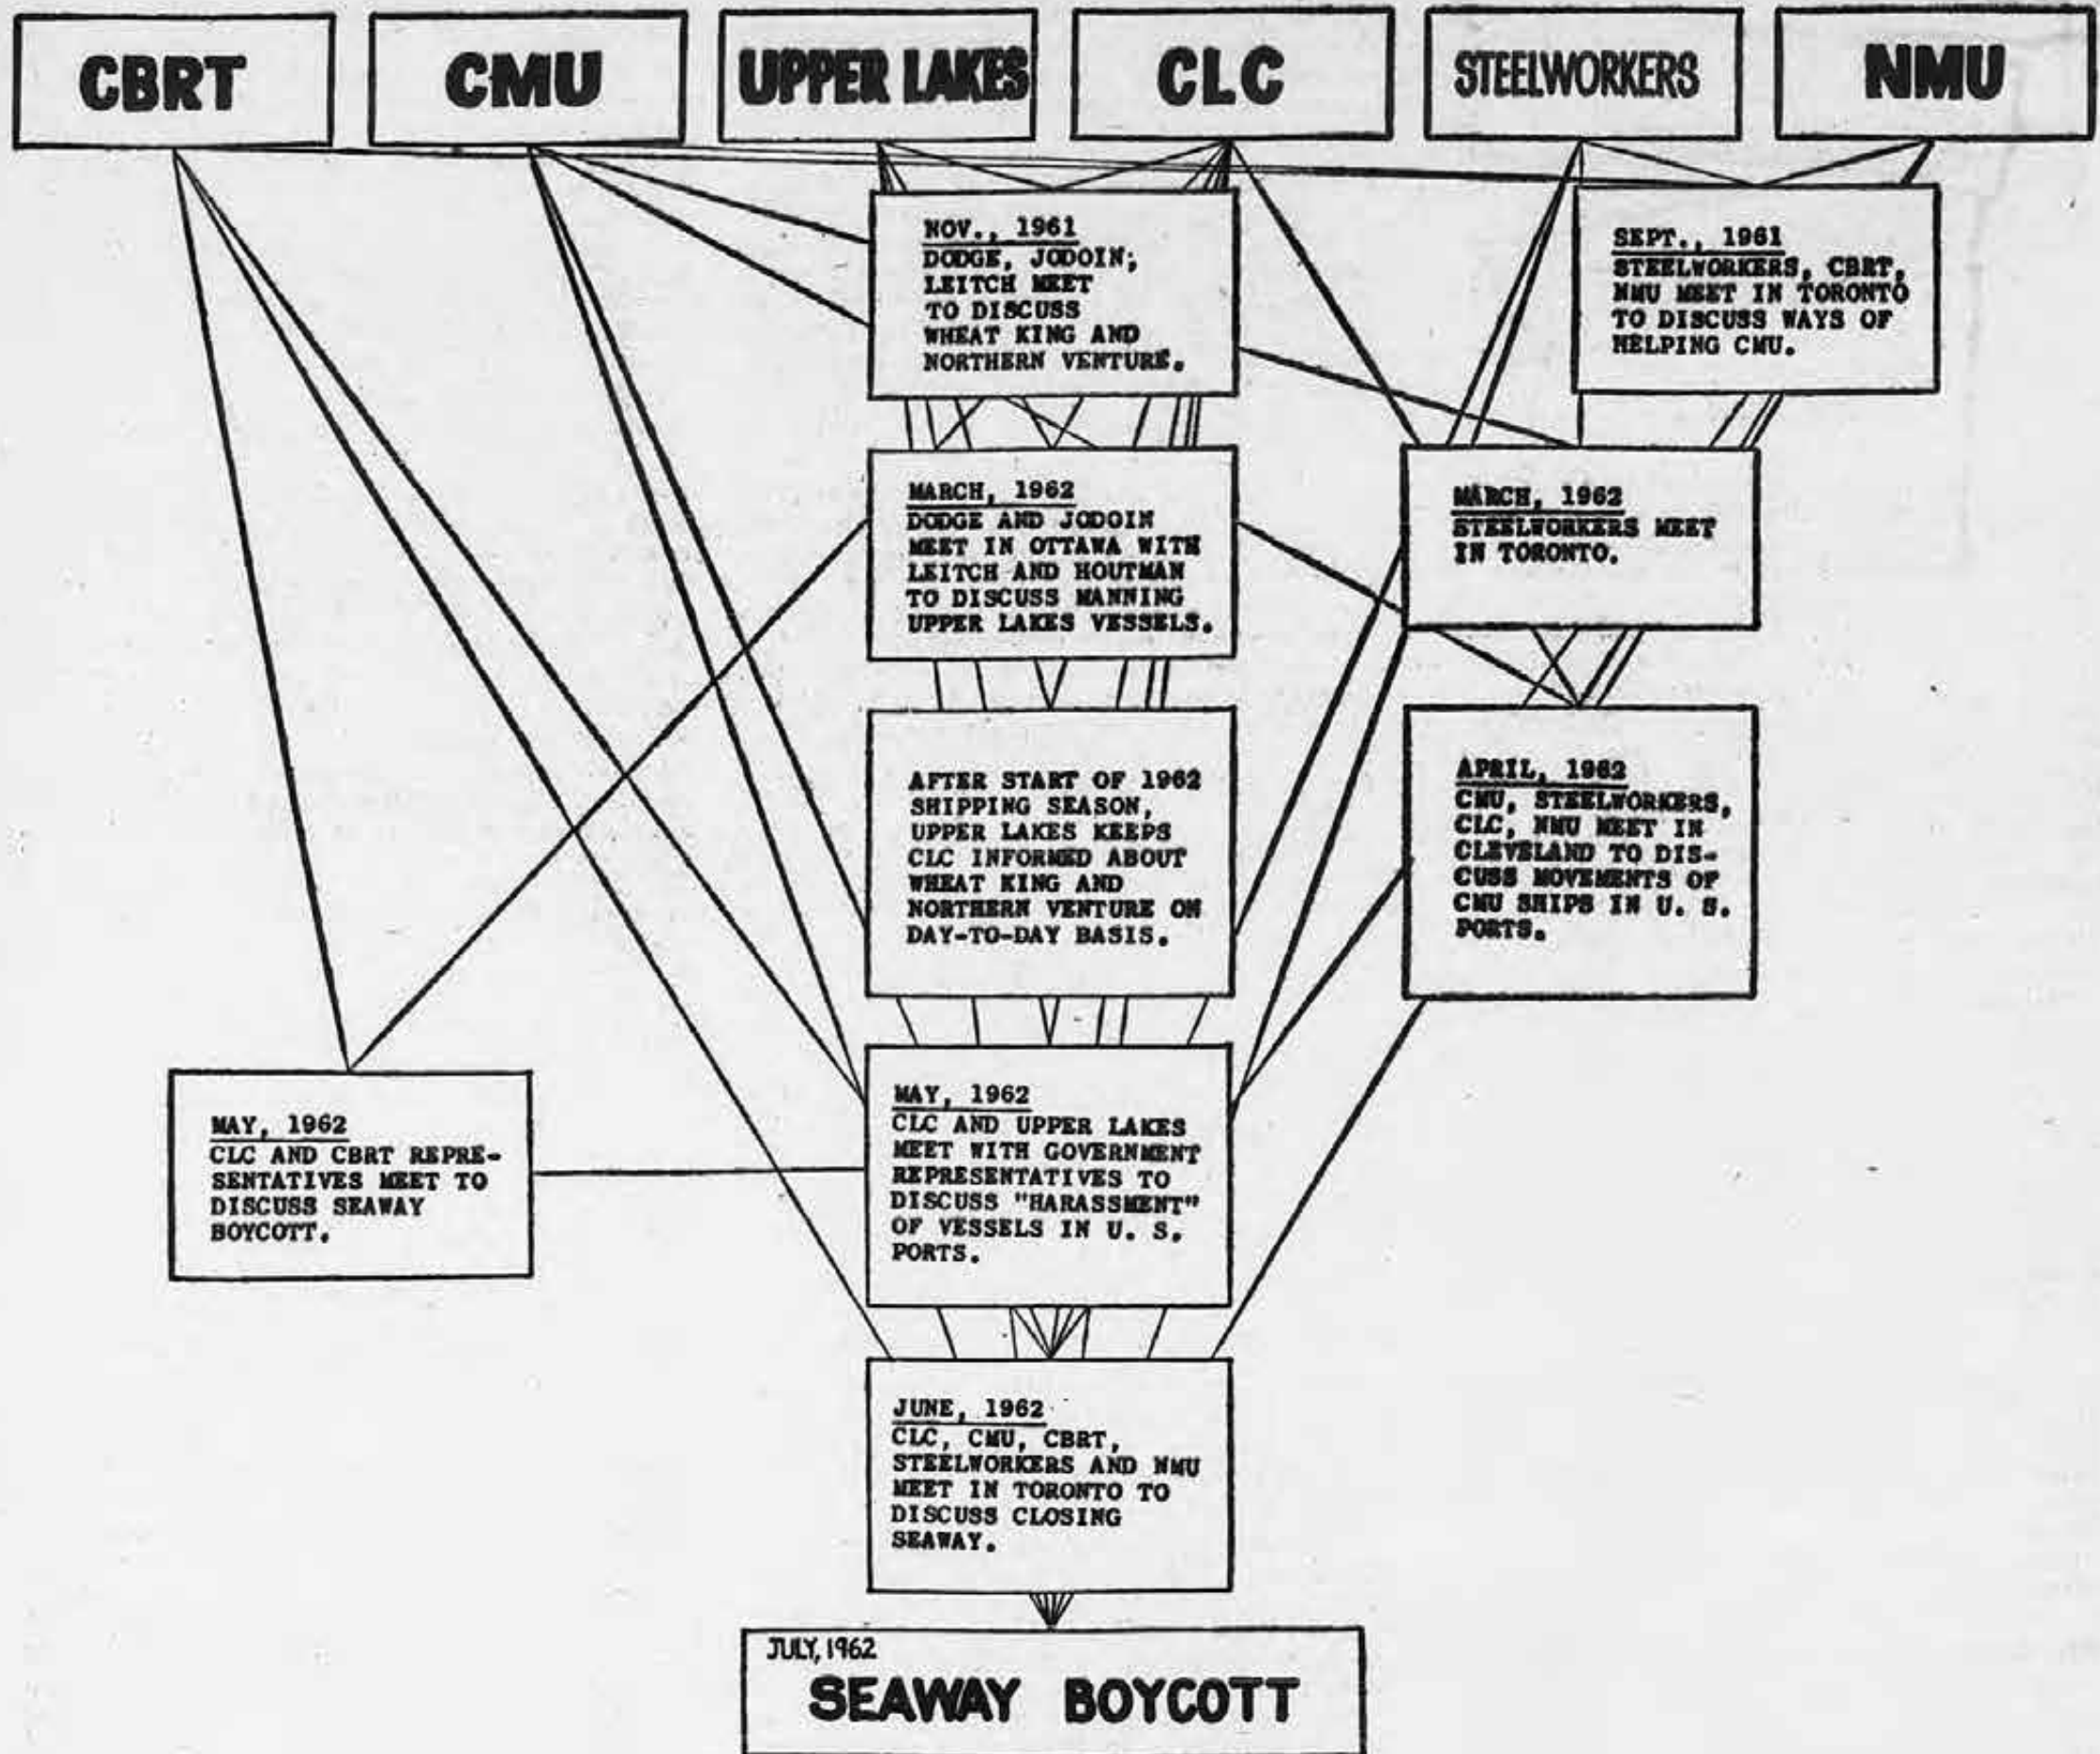 CBRT
CMU
UPPER LAKES
CLC
STEELWORKERS
NMU
NOV., 1961
DODGE, JODOIN;
LEITCH MEET
TO DISCUSS
WHEAT KING AND
NORTHERN VENTURE.
SEPT., 1961
STEELWORKERS, CBRT,
NMU MEET IN TORONTO
TO DISCUSS WAYS OF
HELPING CMU.
MARCH, 1962
DODGE AND JODOIN
MEET IN OTTAWA WITH
LEITCH AND HOUTMAN
TO DISCUSS MANNING
UPPER LAKES VESSELS.
MARCH, 1962
STEELWORKERS MEET
IN TORONTO.
AFTER START OF 1962
SHIPPING SEASON,
UPPER LAKES KEEPS
CLC INFORMED ABOUT
WHEAT KING AND
NORTHERN VENTURE ON
DAY-TO-DAY BASIS.
APRIL, 1962
CMU, STEELWORKERS,
CLC, NMU MEET IN
CLEVELAND TO DIS-
CUSS MOVEMENTS OF
CMU SHIPS IN U. S.
PORTS.
MAY, 1962
CLC AND CBRT REPRE-
SENTATIVES MEET TO
DISCUSS SEAWAY
BOYCOTT.
MAY, 1962
CLC AND UPPER LAKES
MEET WITH GOVERNMENT
REPRESENTATIVES TO
DISCUSS "HARASSMENT"
OF VESSELS IN U. S.
PORTS.
JUNE, 1962
CLC, CMU, CBRT,
STEELWORKERS AND NMU
MEET IN TORONTO TO
DISCUSS CLOSING
SEAWAY.
JULY, 1962
SEAWAY BOYCOTT